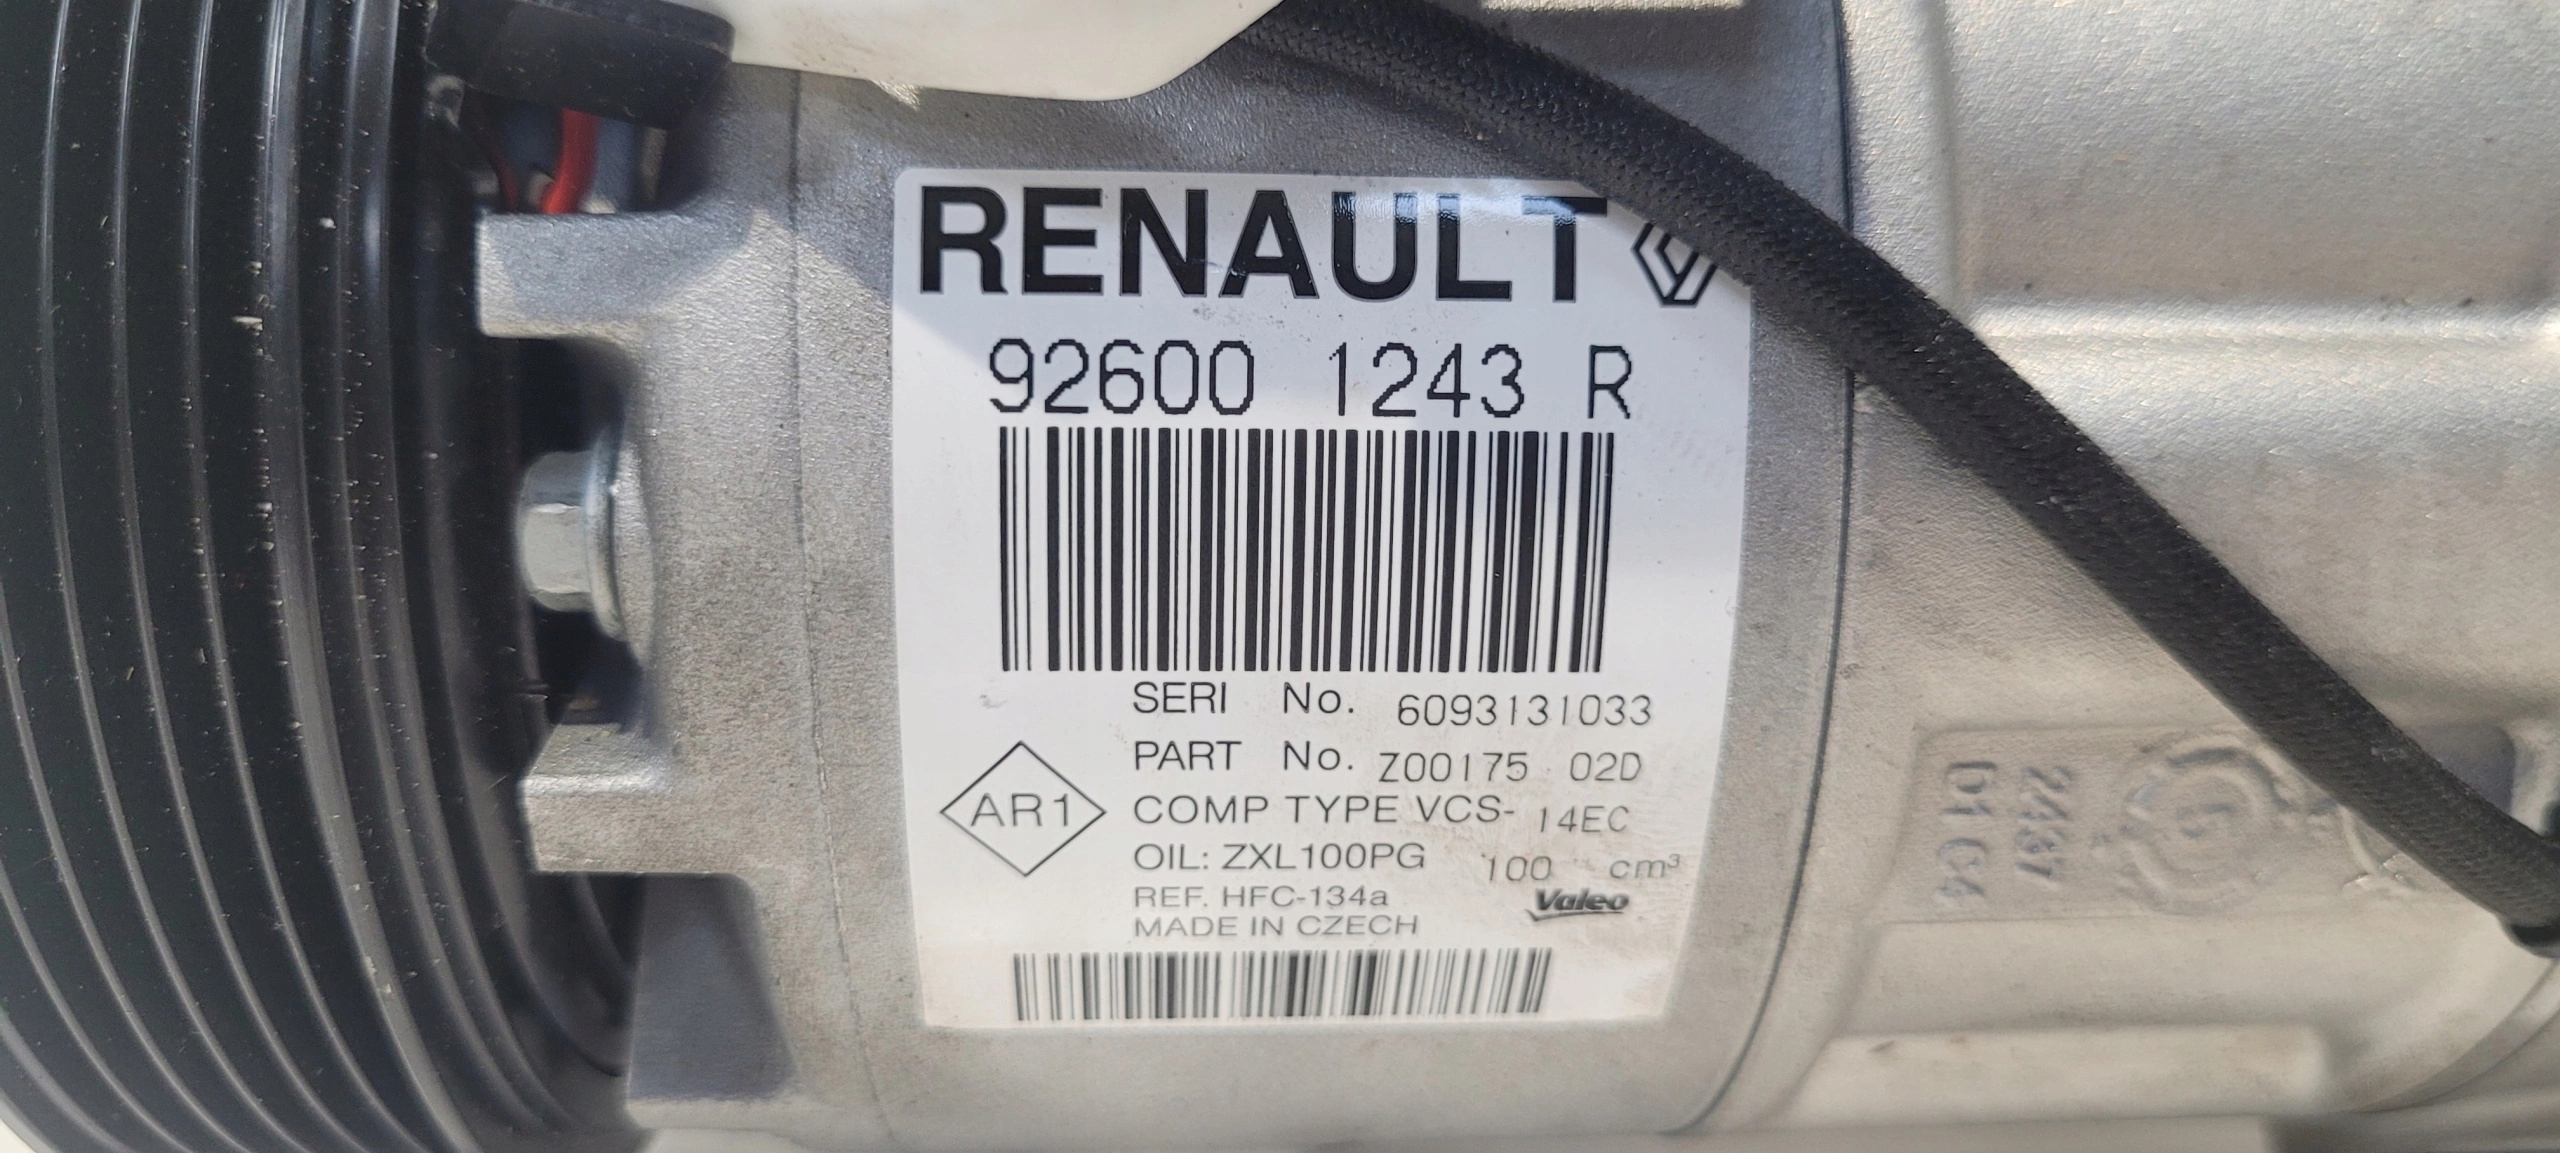 RENAULT
92600 1243 R
SERI No. 6093131033
PART No. Z00175 02D
AR1
COMP TYPE VCS- 14EC
OIL: ZXL100PG 100 cm³
REF. HFC-134a
Valeo
MADE IN CZECH
2437